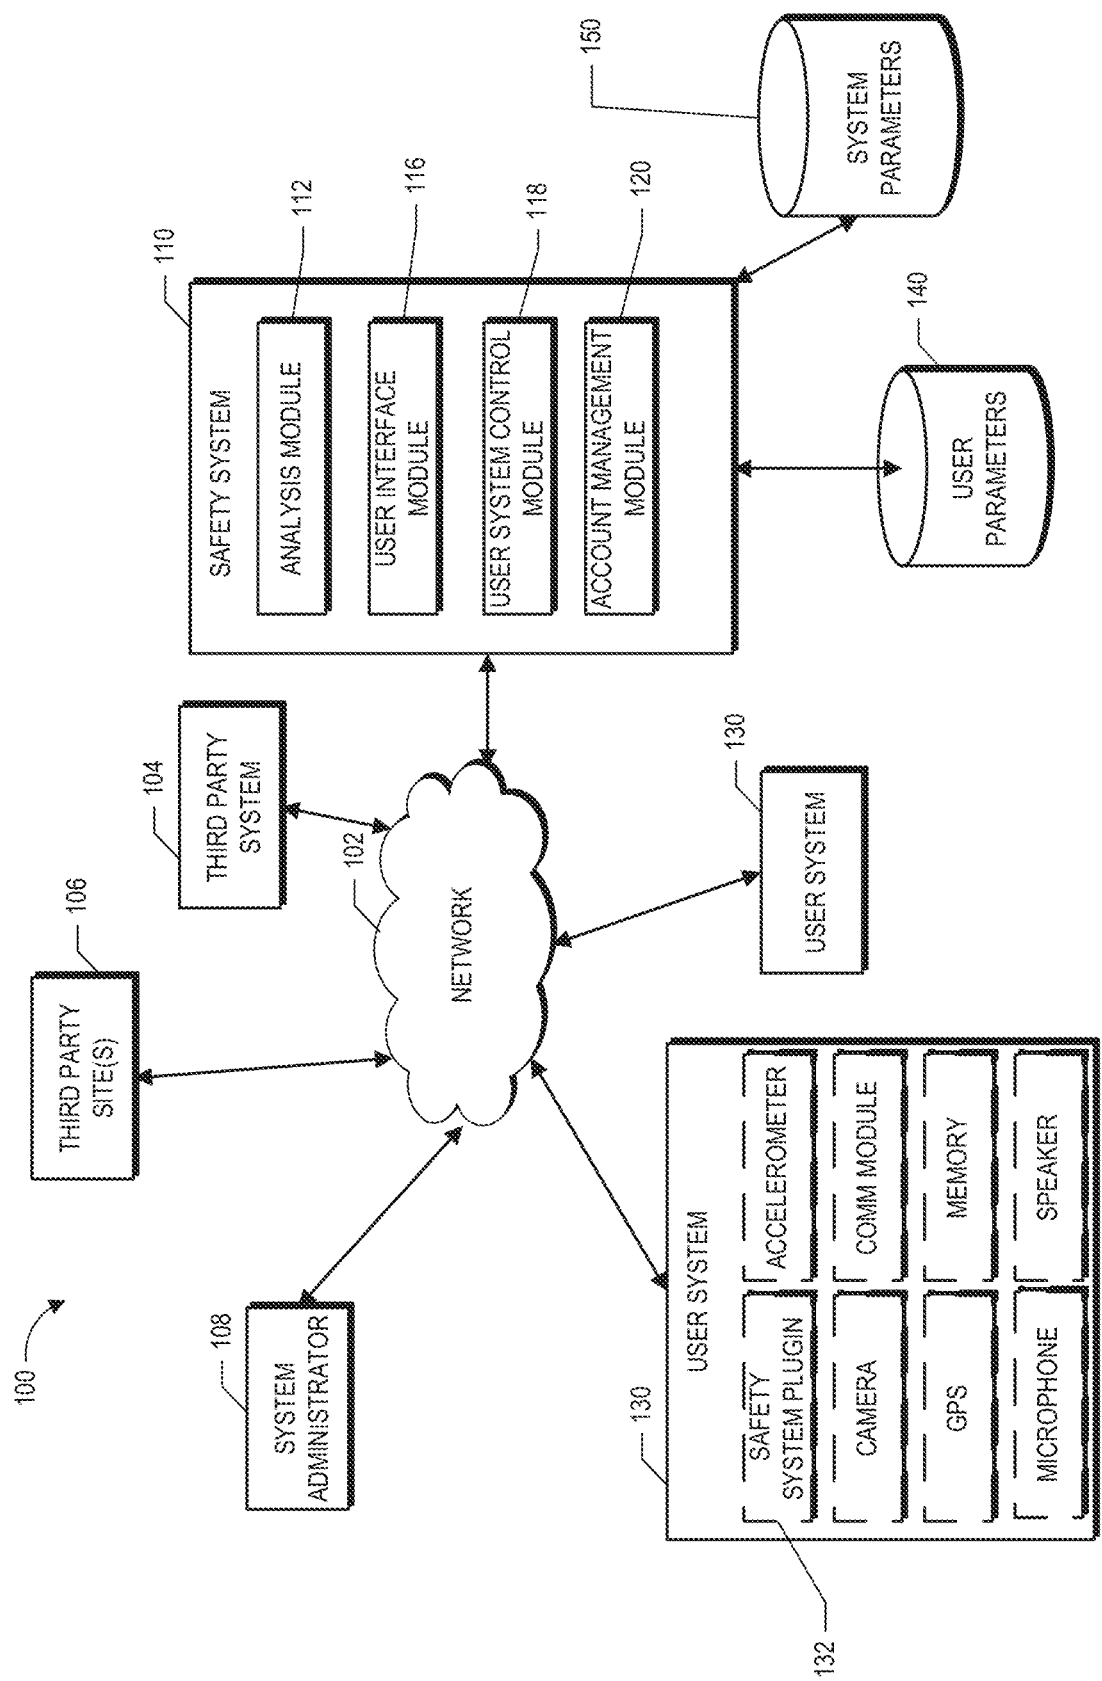 100
108
SYSTEM
ADMINISTRATOR
106
THIRD PARTY
SITE(S)
104
THIRD PARTY
SYSTEM
102
NETWORK
110
SAFETY SYSTEM
ANALYSIS MODULE
112
USER INTERFACE
MODULE
116
USER SYSTEM CONTROL
MODULE
118
ACCOUNT MANAGEMENT
MODULE
120
150
SYSTEM
PARAMETERS
140
USER
PARAMETERS
130
USER SYSTEM
130
USER SYSTEM
SAFETY
SYSTEM PLUGIN
ACCELEROMETER
CAMERA
COMM MODULE
GPS
MEMORY
MICROPHONE
SPEAKER
132